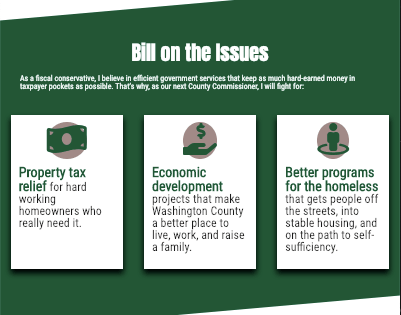 Bill on the Issues
As a fiscal conservative, I believe in efficient government services that keep as much hard-earned money in
taxpayer pockets as possible. That's why, as our next County Commissioner, I will fight for:
Property tax
relief for hard
working
homeowners who
really need it.
Economic
development
projects that make
Washington County
a better place to
live, work, and raise
a family.
Better programs
for the homeless
that gets people off
the streets, into
stable housing, and
on the path to self-
sufficiency.